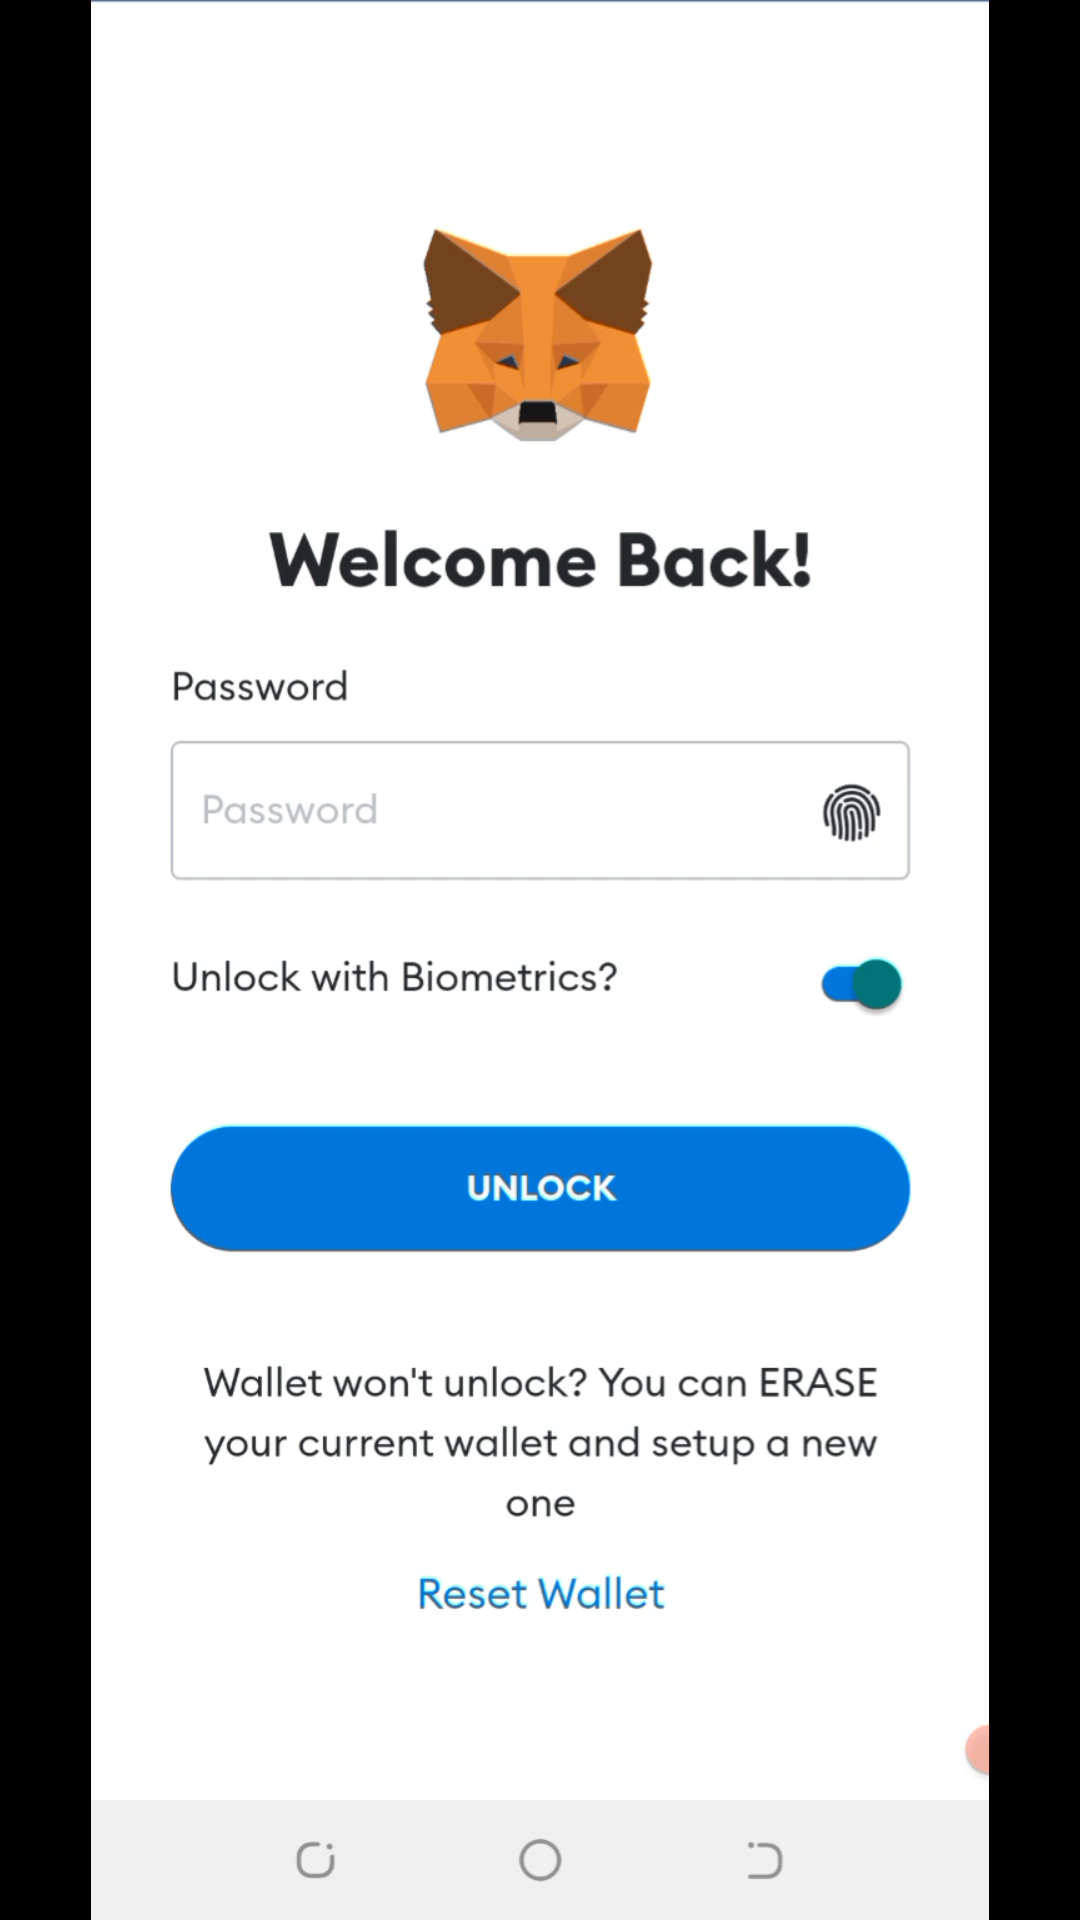 Welcome Back!
Password
Password
Unlock with Biometrics?
UNLOCK
Wallet won't unlock? You can ERASE
your current wallet and setup a new
one
Reset Wallet